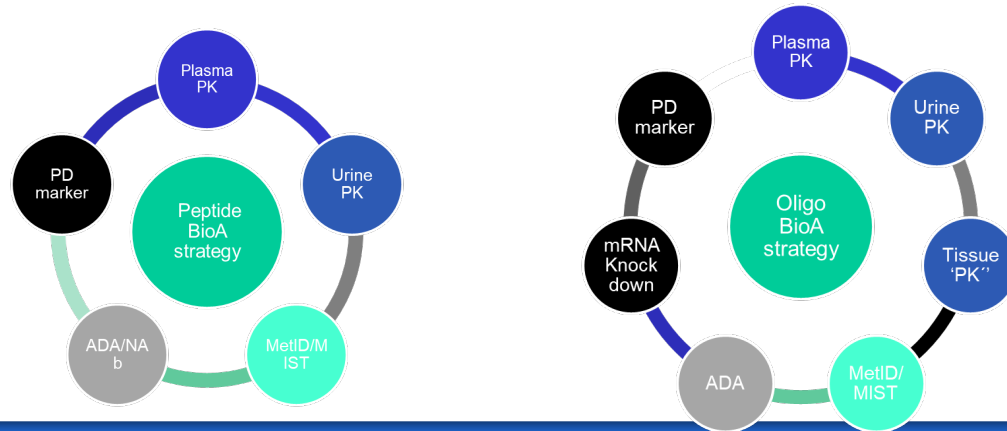 Plasma
PK
PD
marker
Urine
PK
Peptide
BioA
strategy
ADA/NA
b
MetID/M
IST
Plasma
PK
PD
marker
Urine
PK
Oligo
BioA
strategy
mRNA
Knock
down
Tissue
‘PK´’
ADA
MetID/
MIST